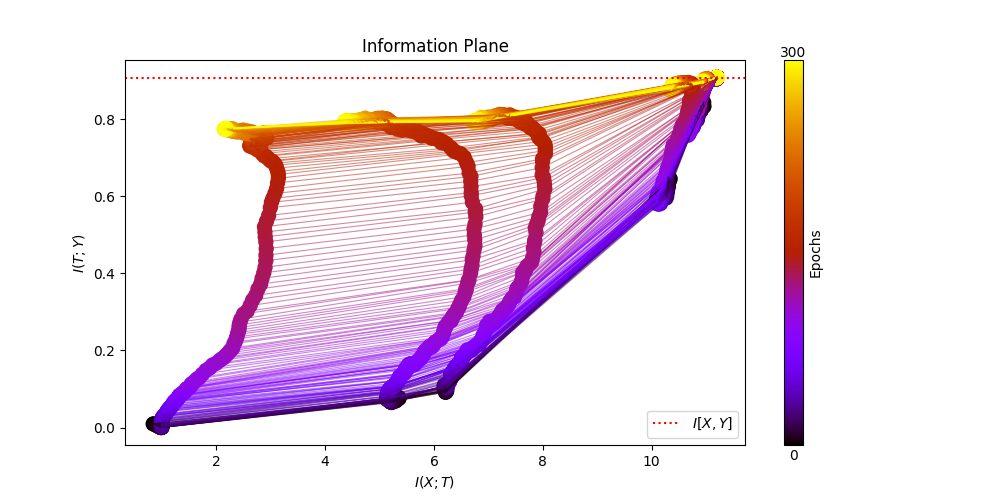 Information Plane
300
0.8
0.6
0.4
0.2
0.0
I(T; Y)
Epochs
I[X, Y]
0
2 4 6 8 10
I(X; T)